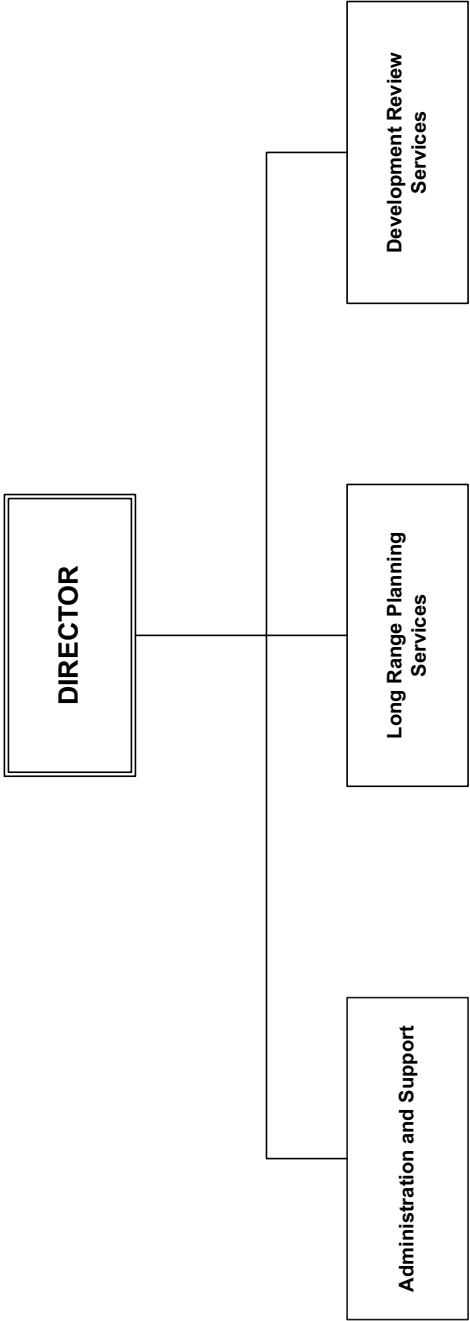 DIRECTOR
Administration and Support
Long Range Planning
Services
Development Review
Services